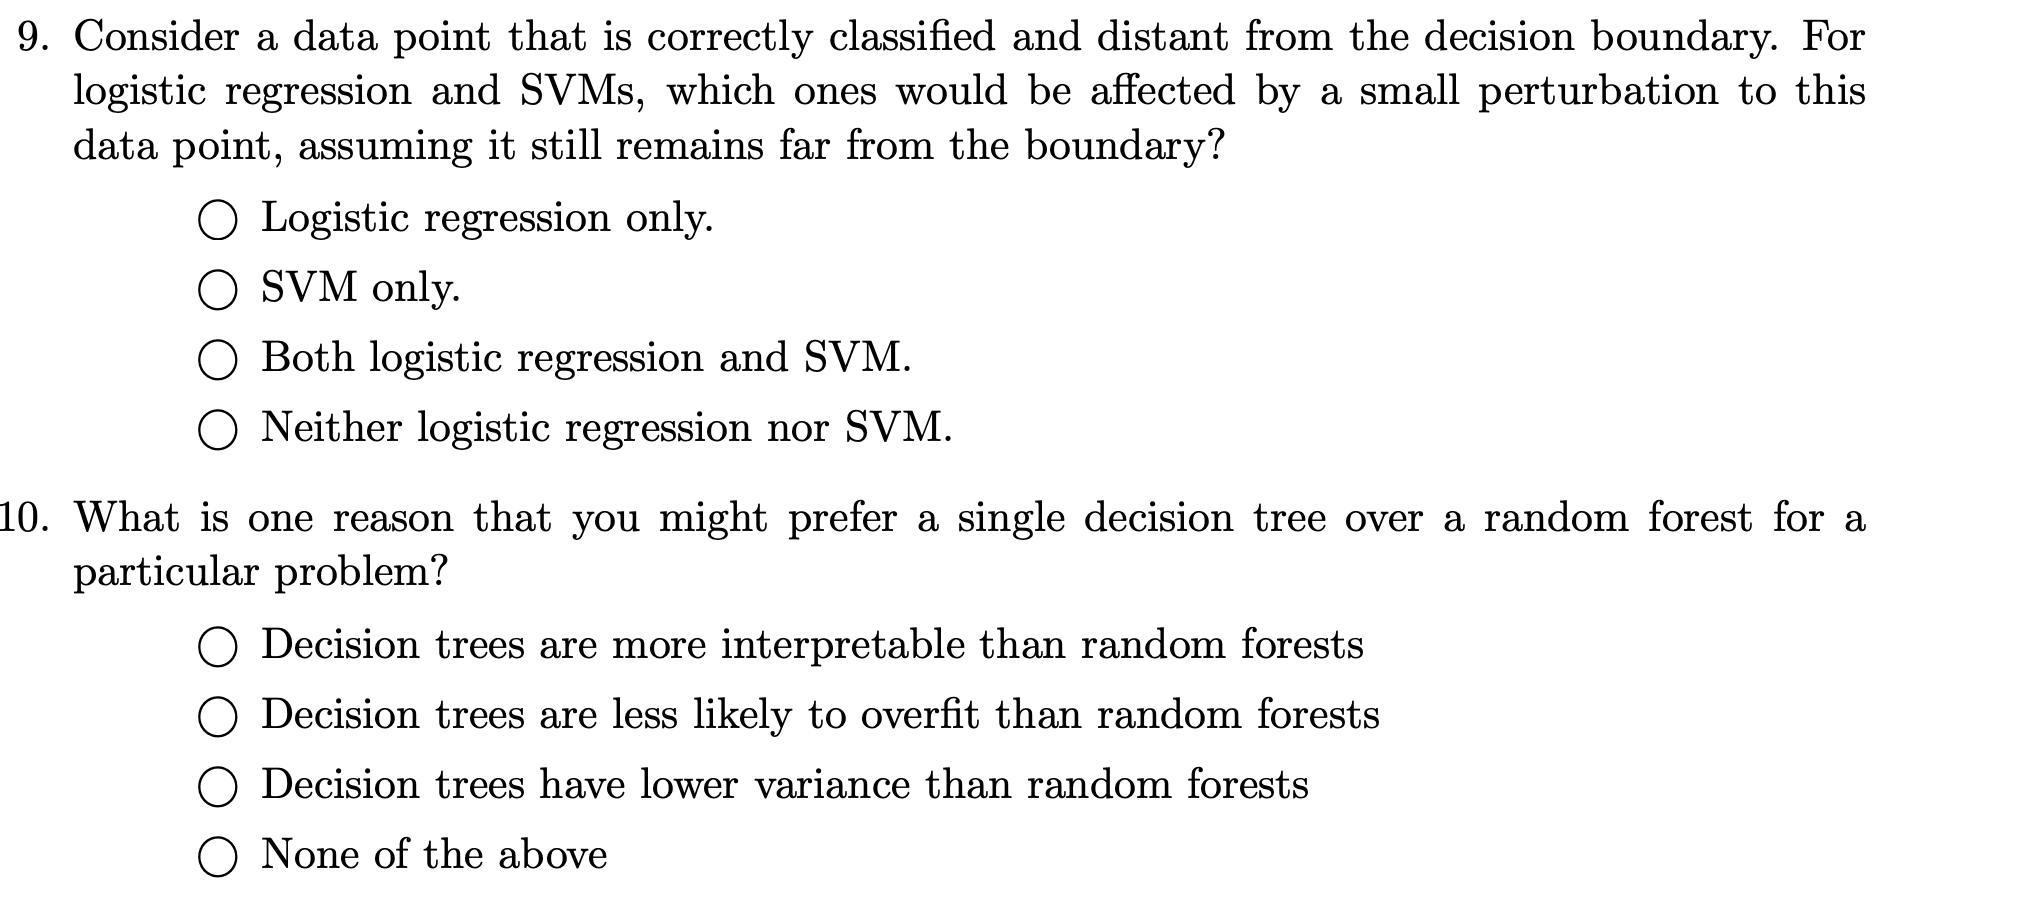 9. Consider a data point that is correctly classified and distant from the decision boundary. For
logistic regression and SVMs, which ones would be affected by a small perturbation to this
data point, assuming it still remains far from the boundary?
Logistic regression only.
SVM only.
Both logistic regression and SVM.
Neither logistic regression nor SVM.
10. What is one reason that you might prefer a single decision tree over a random forest for a
particular problem?
Decision trees are more interpretable than random forests
Decision trees are less likely to overfit than random forests
Decision trees have lower variance than random forests
None of the above